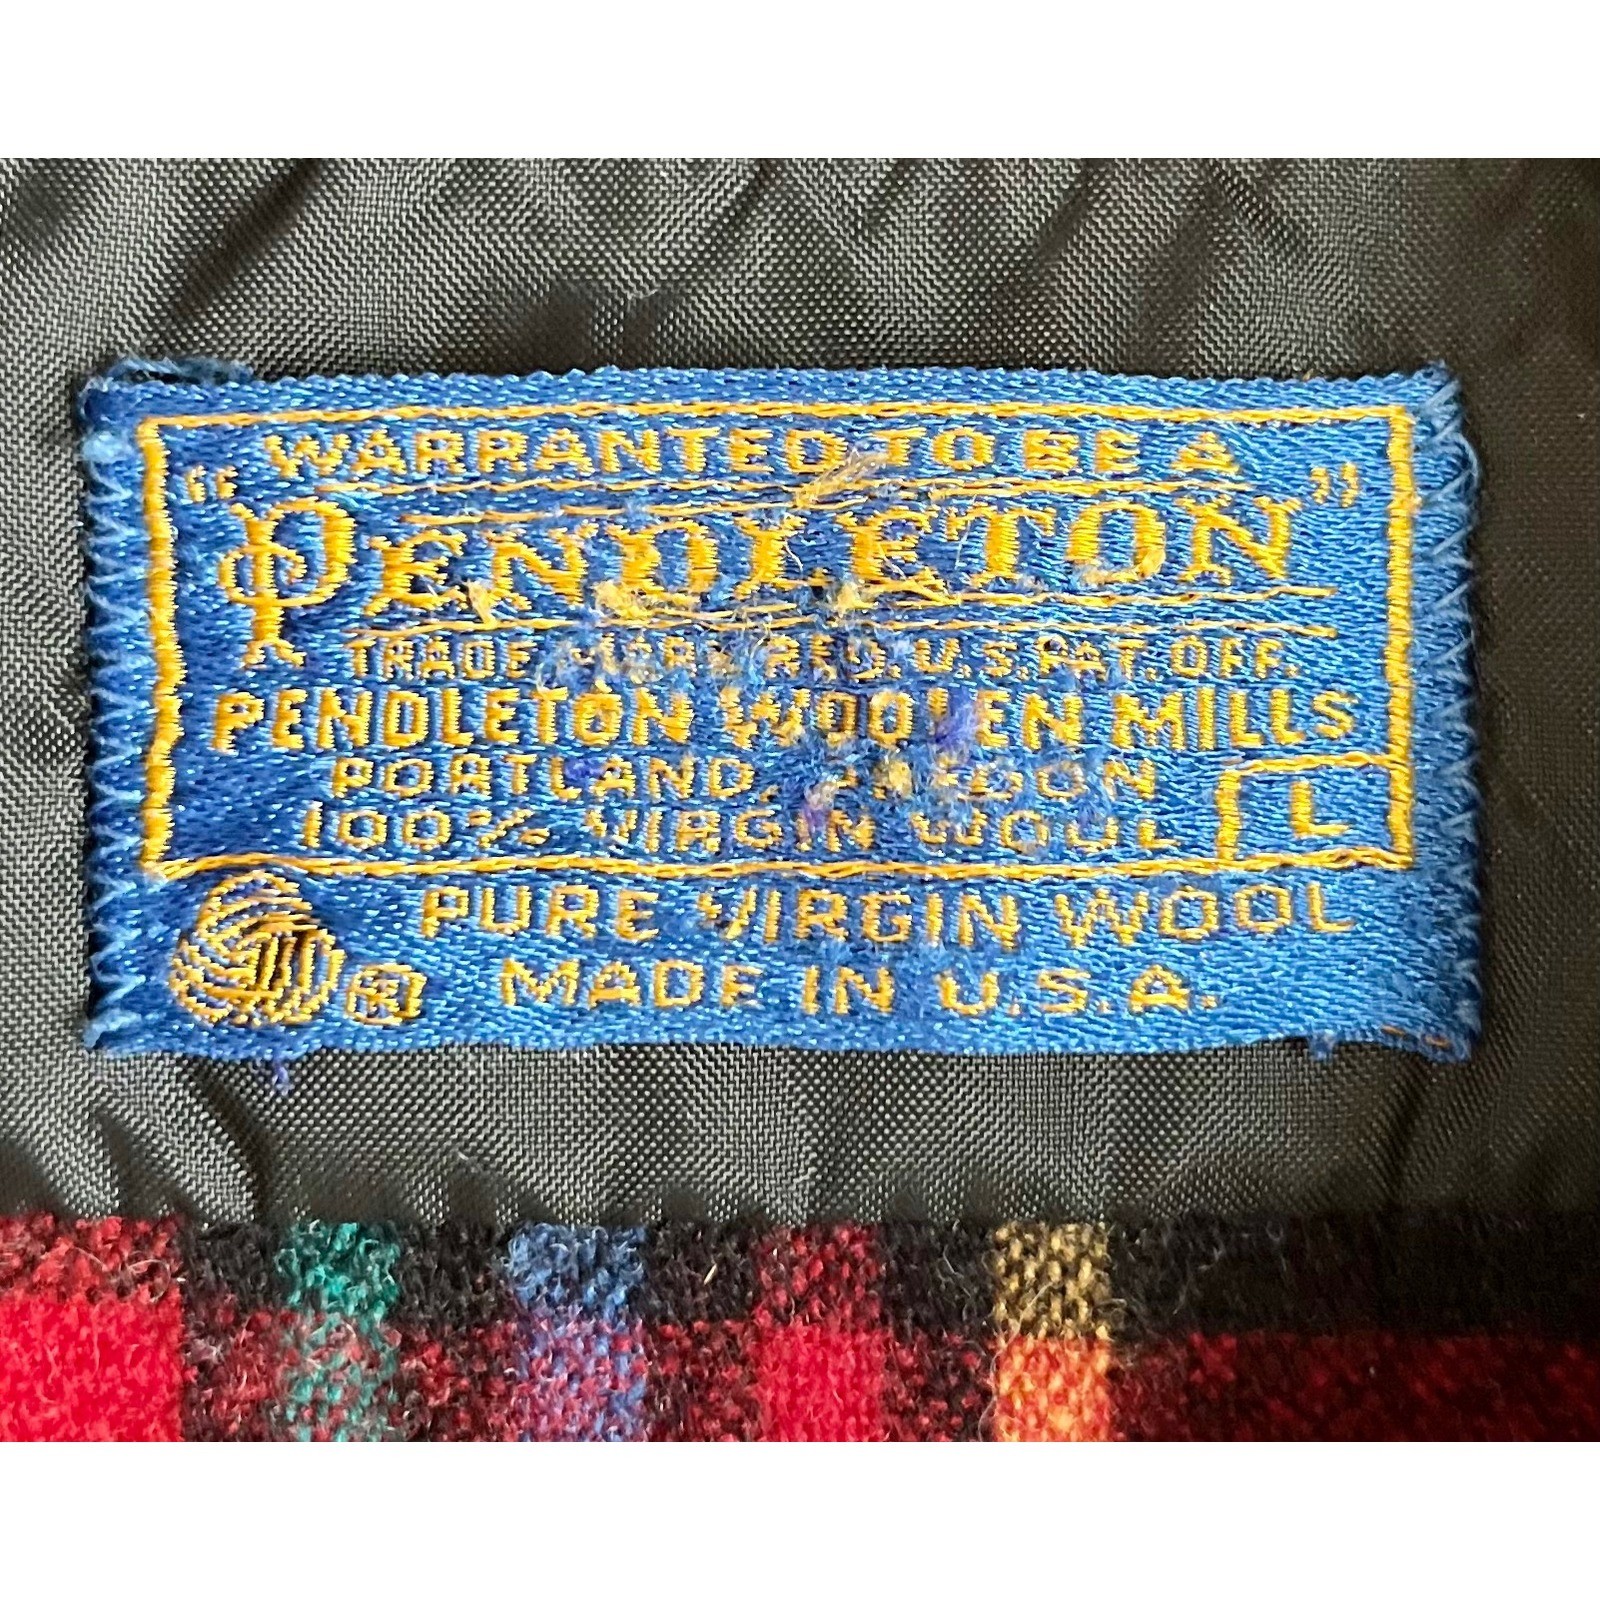 WARRANTED TO BE A
"PENDLETON"
TRADE MARK RED. U.S. PAT. OFF.
PENDLETON WOOLEN MILLS
PORTLAND, OREGON
100% VIRGIN WOOL L
PURE VIRGIN WOOL
® MADE IN U.S.A.